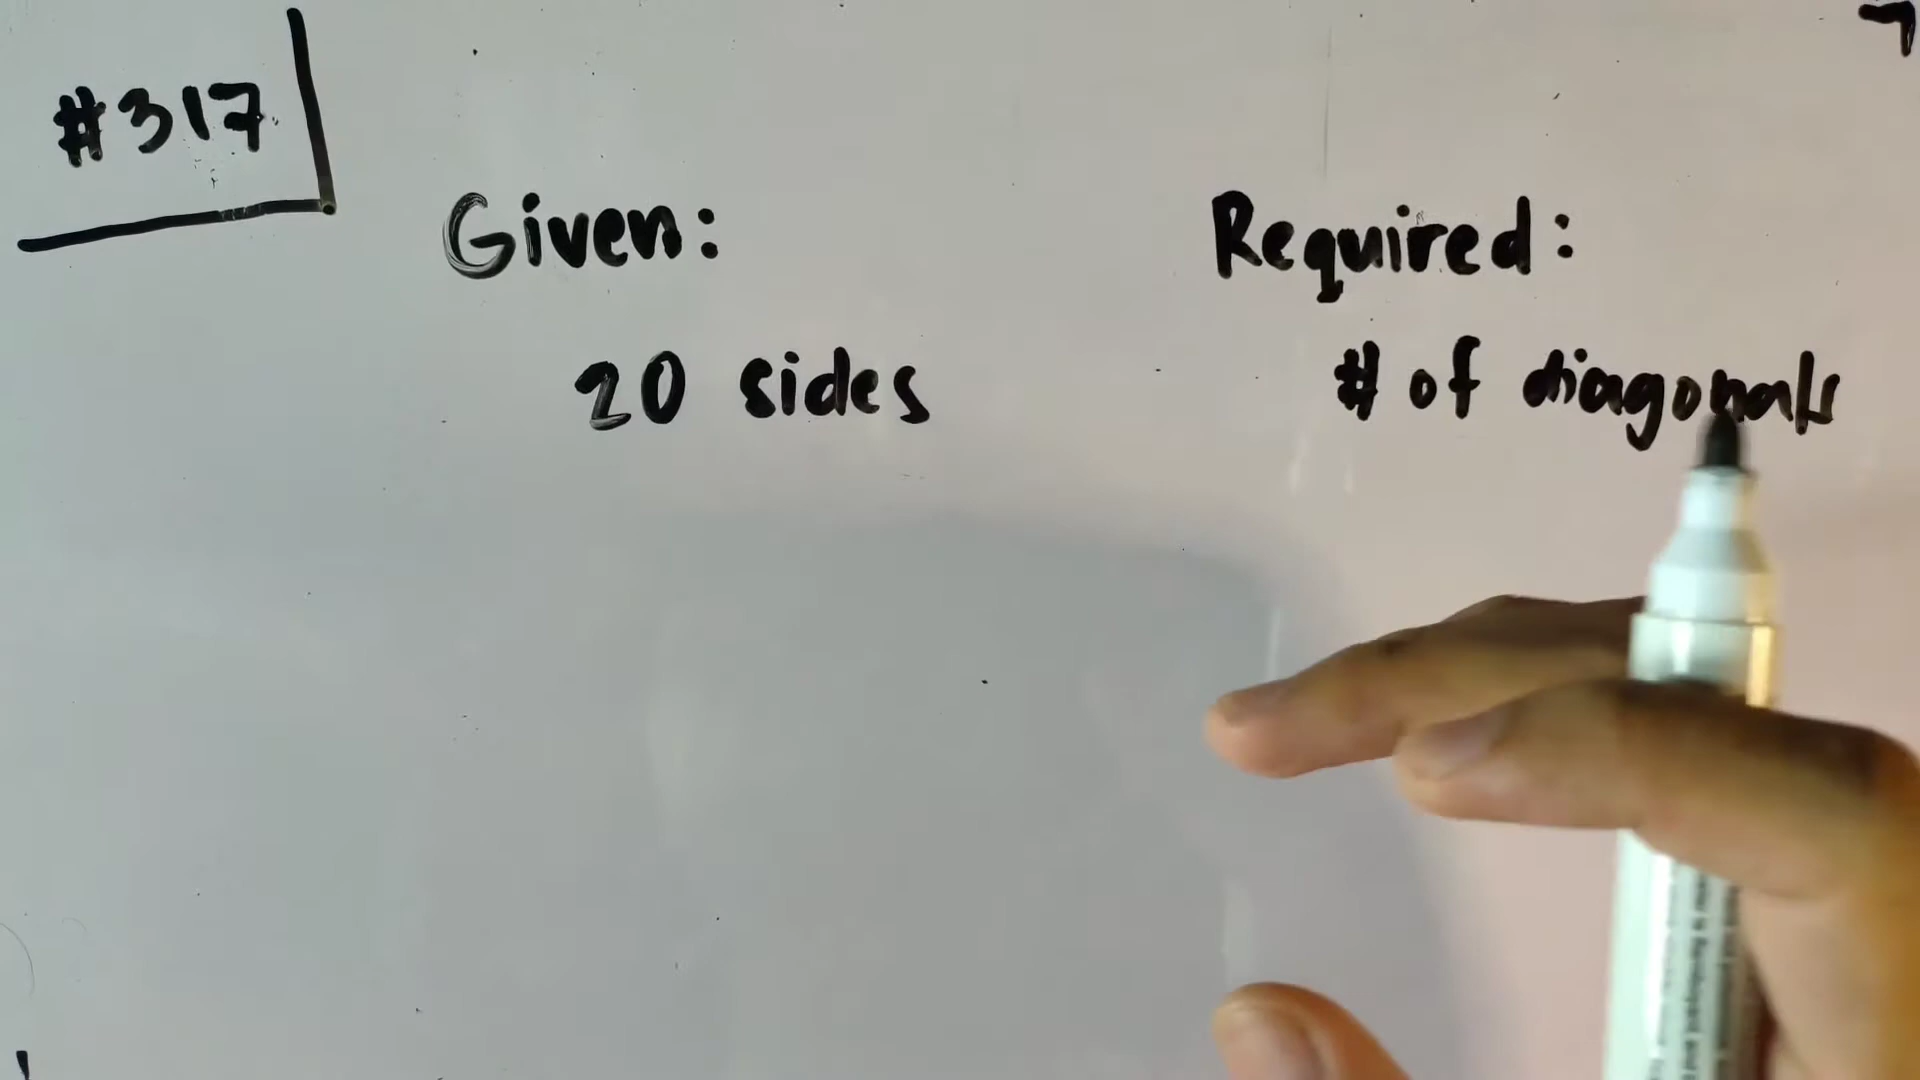 #317
Given:
Required:
20 sides
# of diagonals